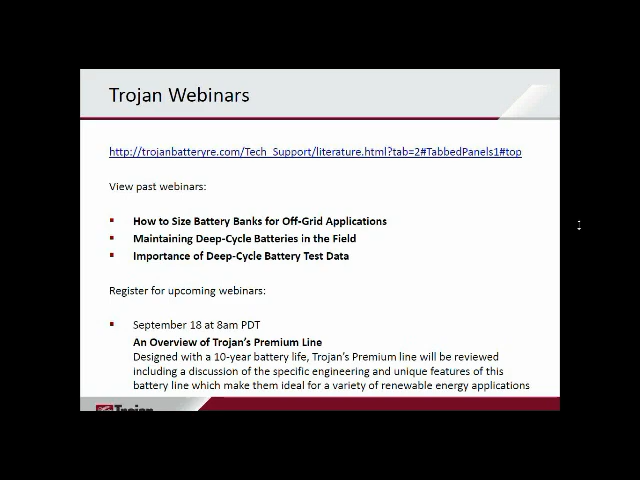 Trojan Webinars
http://trojanbatteryre.com/Tech_Support/literature.html?tab=2#TabbedPanels1#top
View past webinars:
How to Size Battery Banks for Off-Grid Applications
Maintaining Deep-Cycle Batteries in the Field
Importance of Deep-Cycle Battery Test Data
Register for upcoming webinars:
September 18 at 8am PDT
An Overview of Trojan's Premium Line
Designed with a 10-year battery life, Trojan's Premium line will be reviewed
including a discussion of the specific engineering and unique features of this
battery line which make them ideal for a variety of renewable energy applications
Trojan